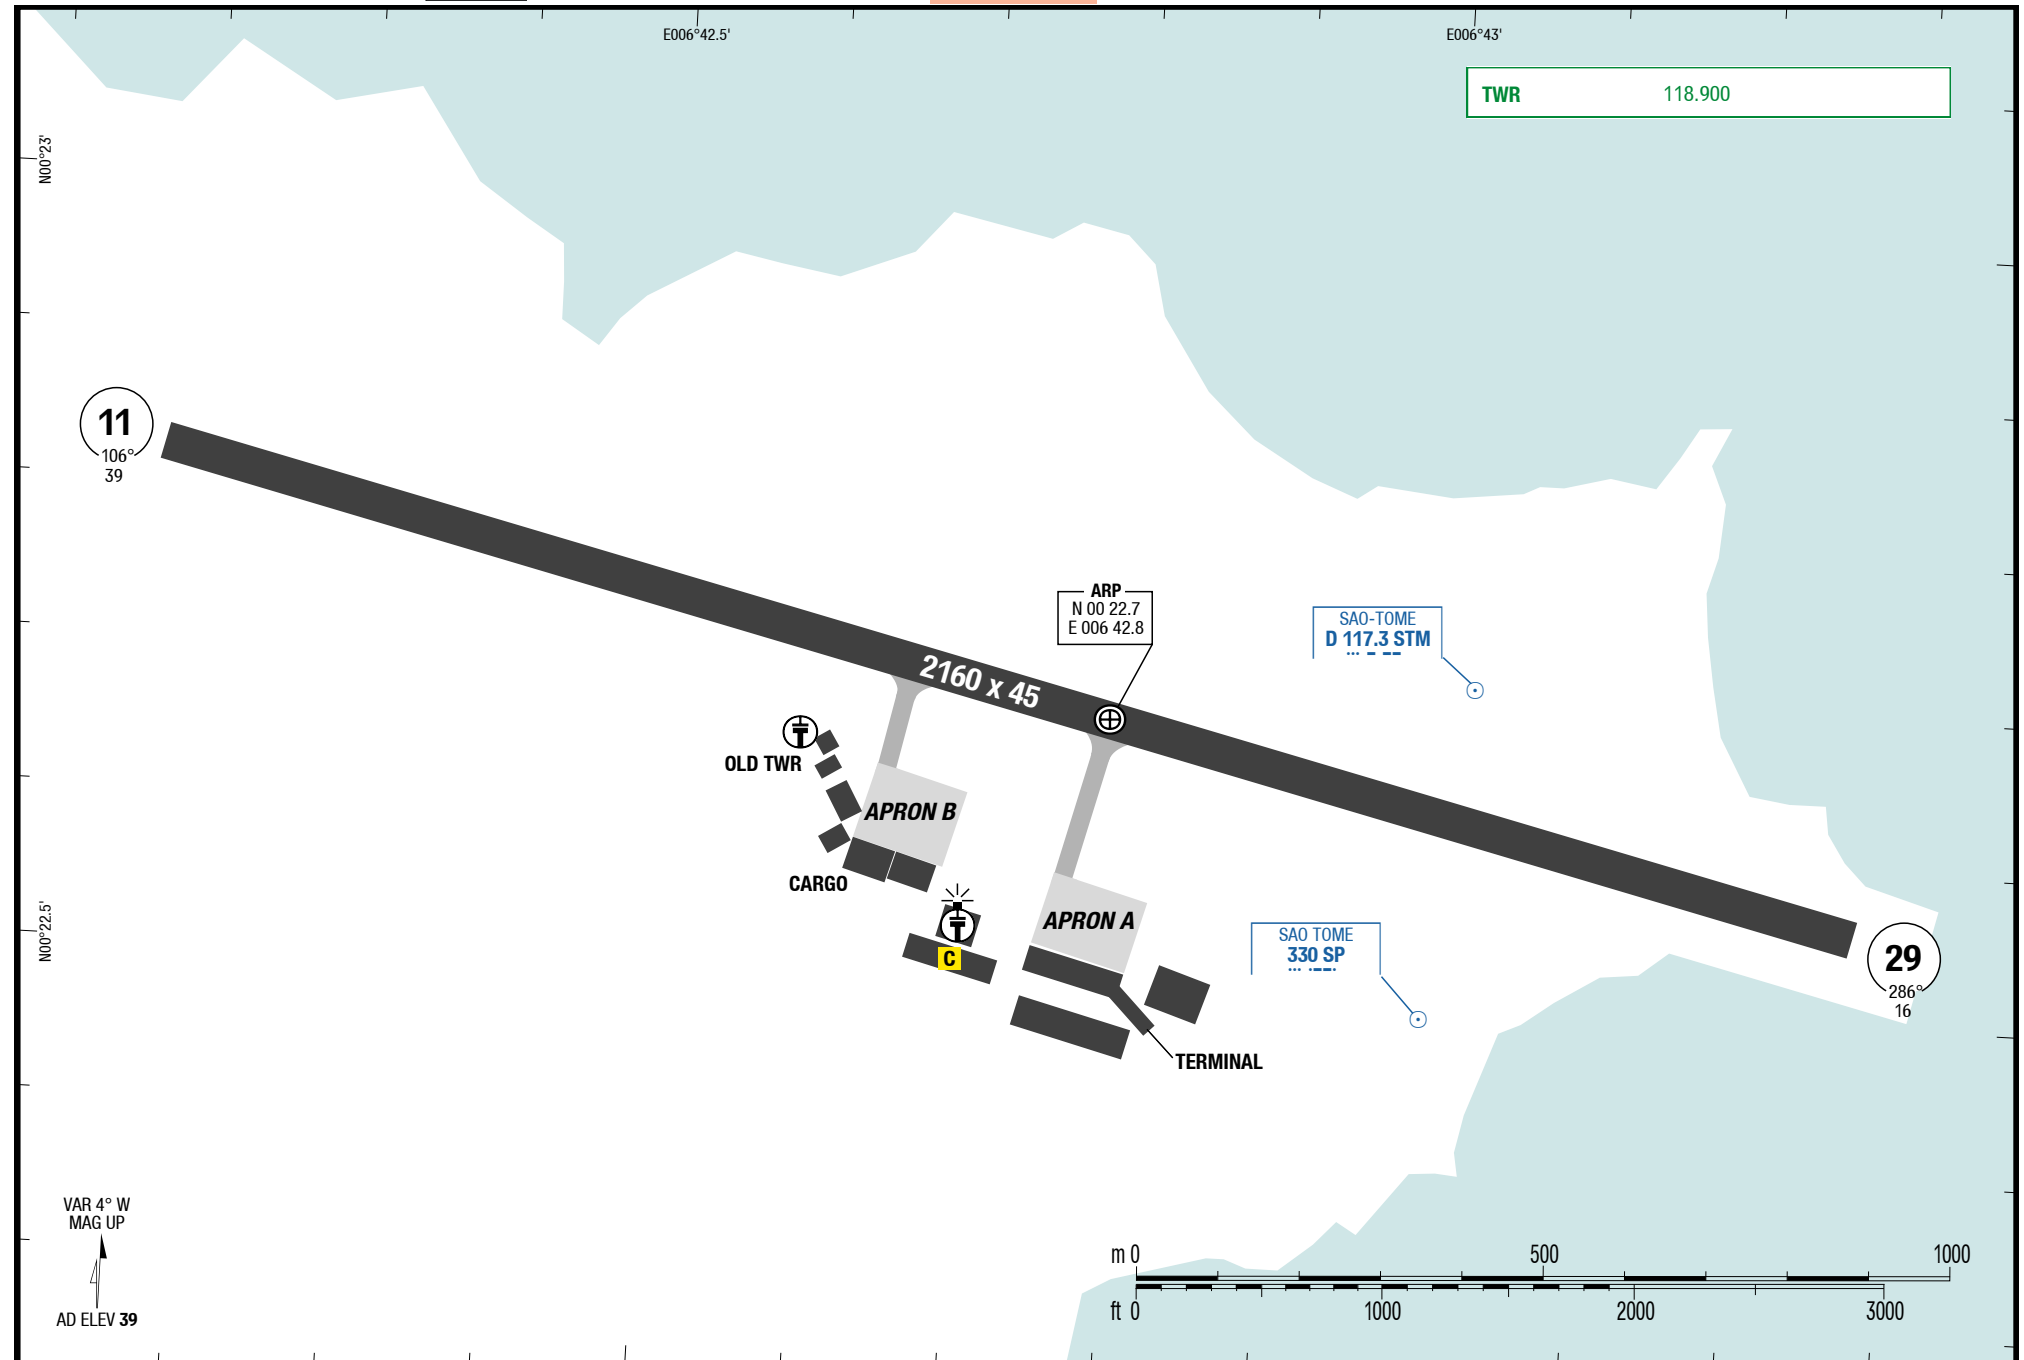 E006°42.5'
E006°43'
TWR 118.900
N00°23'
11
106°
39
ARP
N 00 22.7
E 006 42.8
SAO-TOME
D 117.3 STM
2160 x 45
OLD TWR
APRON B
CARGO
C
APRON A
N00°22.5'
SAO TOME
330 SP
29
286°
16
TERMINAL
VAR 4° W
MAG UP
AD ELEV 39
m 0 500 1000
ft 0 1000 2000 3000